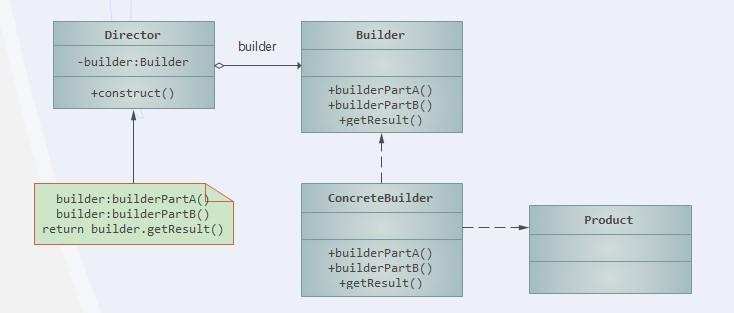 Director
-builder:Builder
+construct()
builder
Builder
+builderPartA()
+builderPartB()
+getResult()
builder:builderPartA()
builder:builderPartB()
return builder.getResult()
ConcreteBuilder
+builderPartA()
+builderPartB()
+getResult()
Product